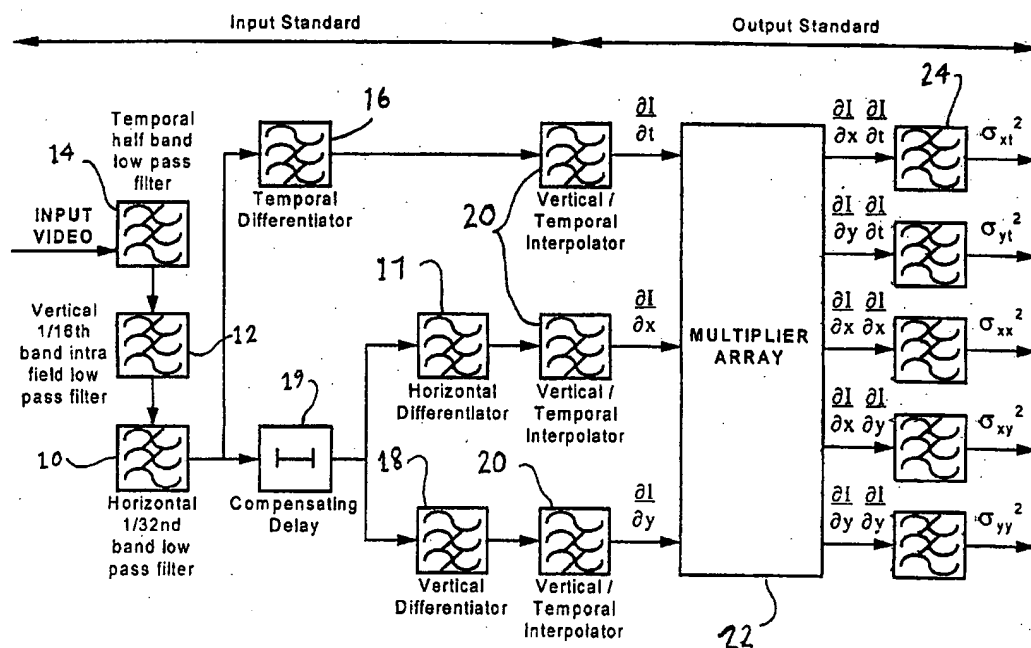 Input Standard
Output Standard
Temporal
half band
low pass
filter
14
INPUT
VIDEO
Vertical
1/16th
band intra
field low
pass filter
12
10
Horizontal
1/32nd
band low
pass filter
16
Temporal
Differentiator
19
Compensating
Delay
17
Horizontal
Differentiator
18
Vertical
Differentiator
20
Vertical /
Temporal
Interpolator
∂I
∂t
Vertical /
Temporal
Interpolator
∂I
∂x
20
Vertical /
Temporal
Interpolator
∂I
∂y
MULTIPLIER
ARRAY
22
24
∂I ∂I
∂x ∂t
σxt²
∂I ∂I
∂y ∂t
σyt²
∂I ∂I
∂x ∂x
σxx²
∂I ∂I
∂x ∂y
σxy²
∂I ∂I
∂y ∂y
σyy²